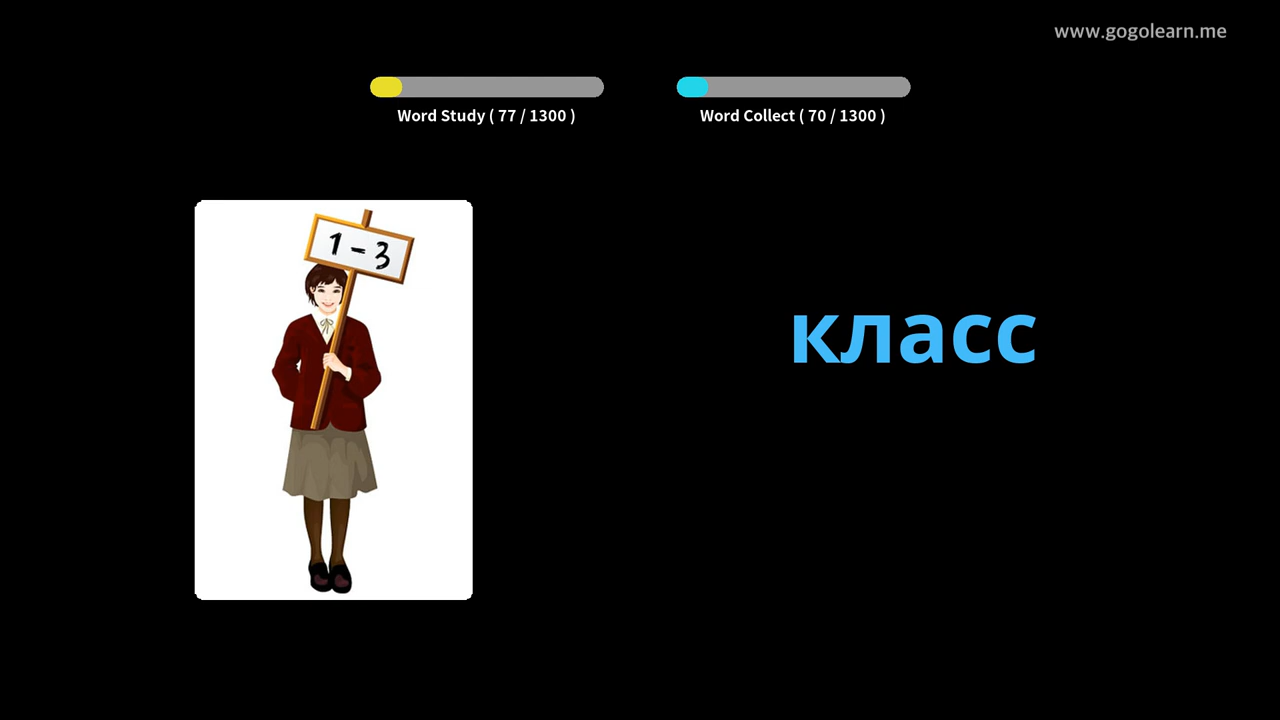 www.gogolearn.me
Word Study ( 77 / 1300 )
Word Collect ( 70 / 1300 )
1 - 3
класс